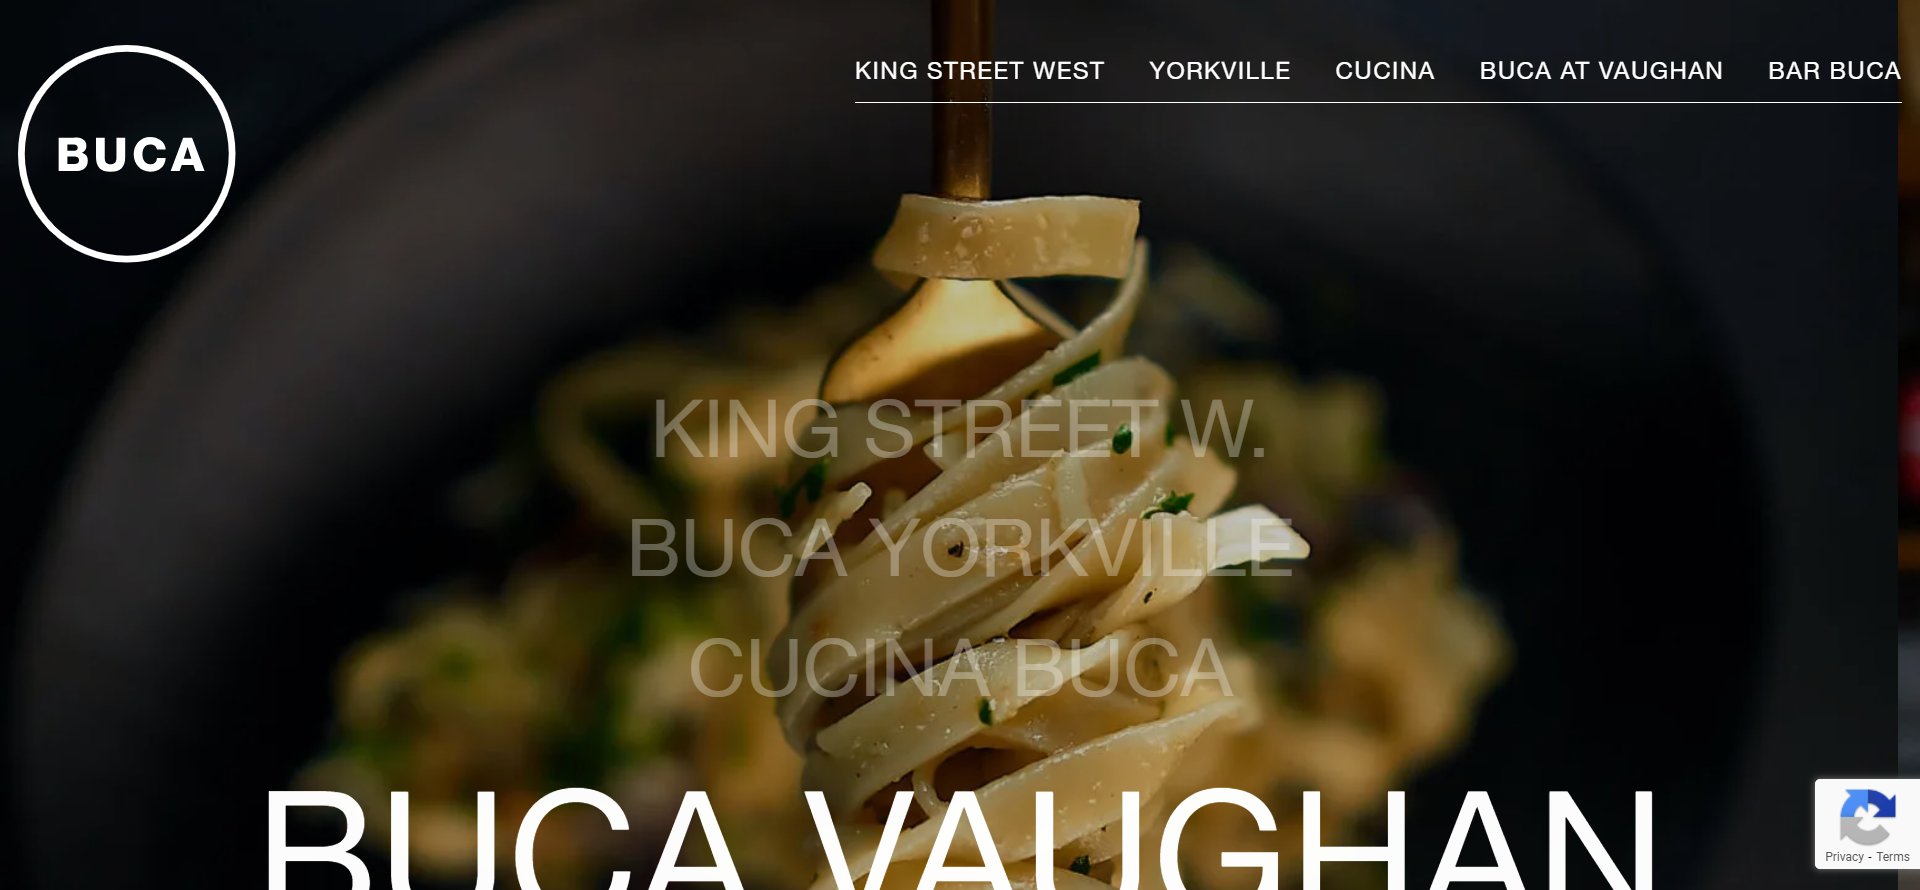 KING STREET WEST YORKVILLE CUCINA BUCA AT VAUGHAN BAR BUCA
BUCA
KING STREET W.
BUCA YORKVILLE
CUCINA BUCA
BUCA VAUGHAN
Privacy - Terms